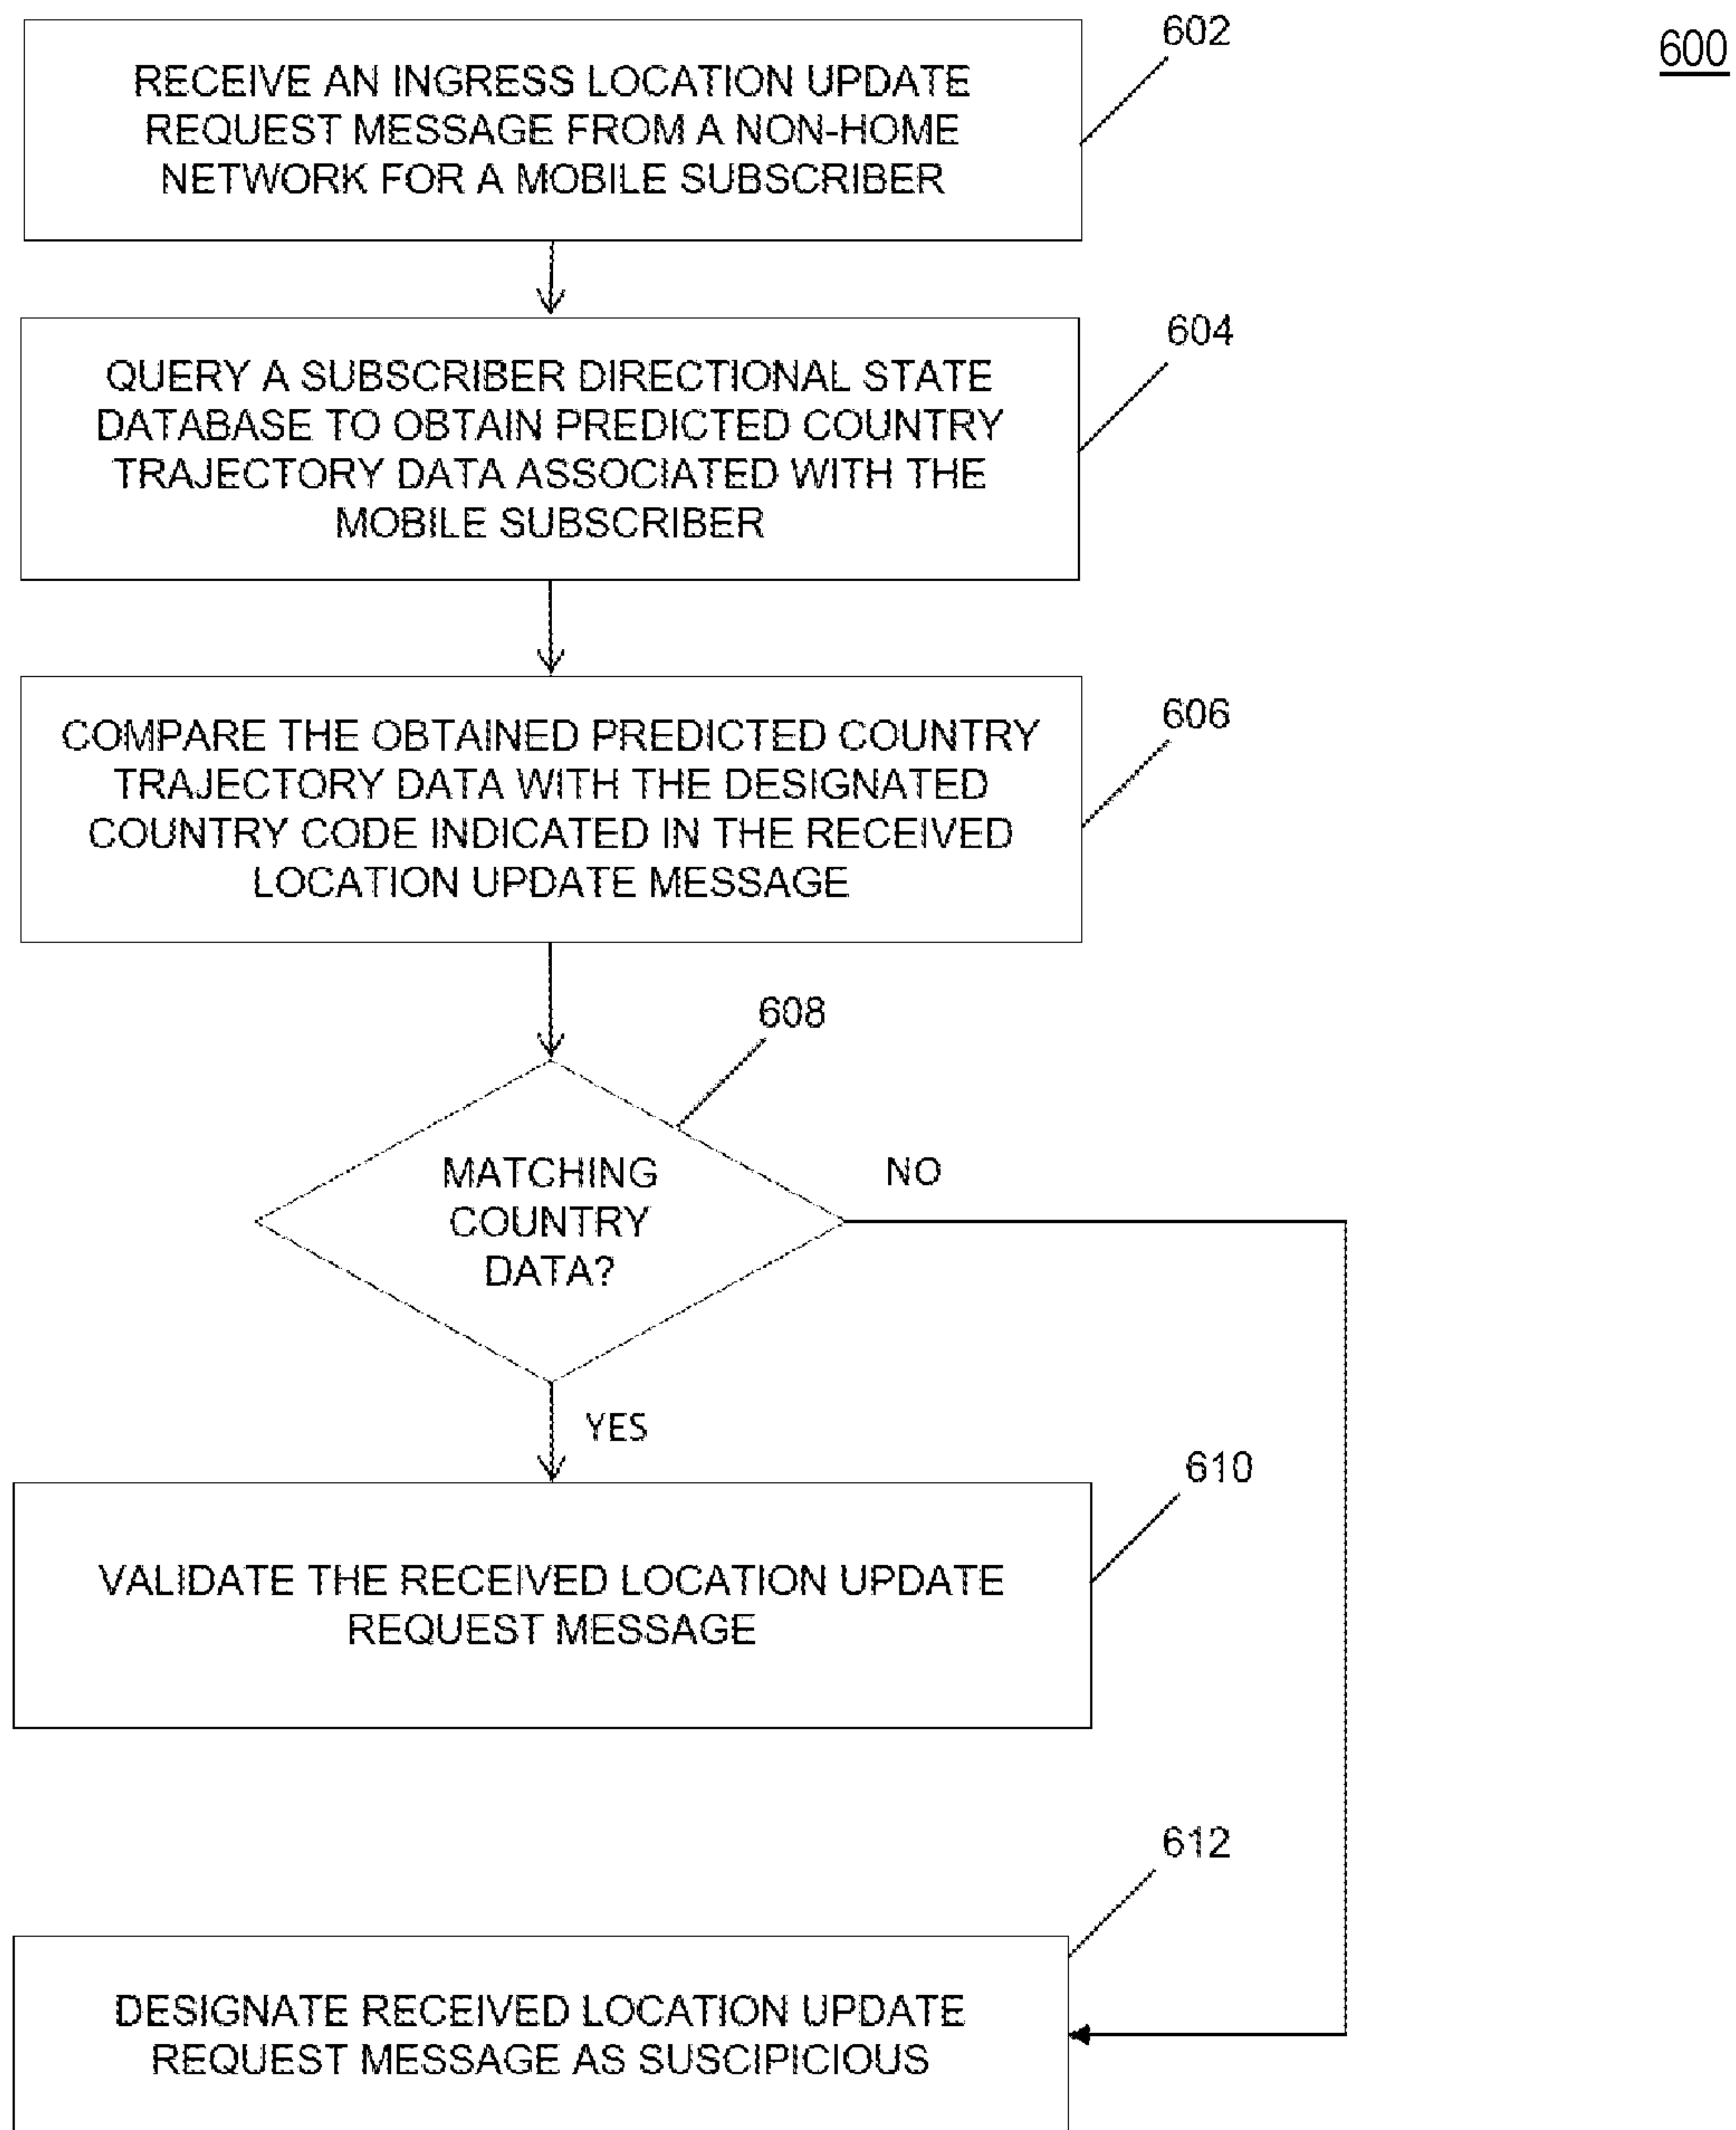 600
602
RECEIVE AN INGRESS LOCATION UPDATE
REQUEST MESSAGE FROM A NON-HOME
NETWORK FOR A MOBILE SUBSCRIBER
604
QUERY A SUBSCRIBER DIRECTIONAL STATE
DATABASE TO OBTAIN PREDICTED COUNTRY
TRAJECTORY DATA ASSOCIATED WITH THE
MOBILE SUBSCRIBER
606
COMPARE THE OBTAINED PREDICTED COUNTRY
TRAJECTORY DATA WITH THE DESIGNATED
COUNTRY CODE INDICATED IN THE RECEIVED
LOCATION UPDATE MESSAGE
608
MATCHING
COUNTRY
DATA?
NO
YES
610
VALIDATE THE RECEIVED LOCATION UPDATE
REQUEST MESSAGE
612
DESIGNATE RECEIVED LOCATION UPDATE
REQUEST MESSAGE AS SUSCIPICIOUS